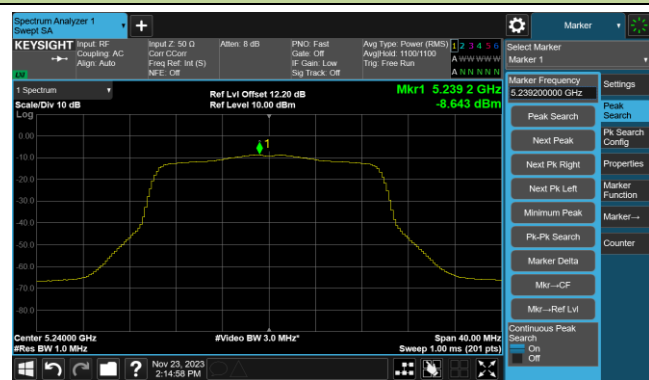 Spectrum Analyzer 1
Swept SA
+
Marker
KEYSIGHT
Input: RF
Coupling: AC
Align: Auto
Input Z: 50 Ω
Corr CCorr
Freq Ref: Int (S)
NFE: Off
Atten: 8 dB
PNO: Fast
Gate: Off
IF Gain: Low
Sig Track: Off
Avg Type: Power (RMS)
Avg|Hold: 1100/1100
Trig: Free Run
1 2 3 4 5 6
A W W W W W
A N N N N N
LV
Select Marker
Marker 1
1 Spectrum
Scale/Div 10 dB
Log
Ref Lvl Offset 12.20 dB
Ref Level 10.00 dBm
Mkr1 5.239 2 GHz
-8.643 dBm
1
0.00
-10.0
-20.0
-30.0
-40.0
-50.0
-60.0
-70.0
-80.0
Center 5.24000 GHz
#Res BW 1.0 MHz
#Video BW 3.0 MHz*
Span 40.00 MHz
Sweep 1.00 ms (201 pts)
Marker Frequency
5.239200000 GHz
Peak Search
Next Peak
Next Pk Right
Next Pk Left
Minimum Peak
Pk-Pk Search
Marker Delta
Mkr→CF
Mkr→Ref Lvl
Continuous Peak
Search
On
Off
Settings
Peak
Search
Pk Search
Config
Properties
Marker
Function
Marker→
Counter
?
Nov 23, 2023
2:14:58 PM